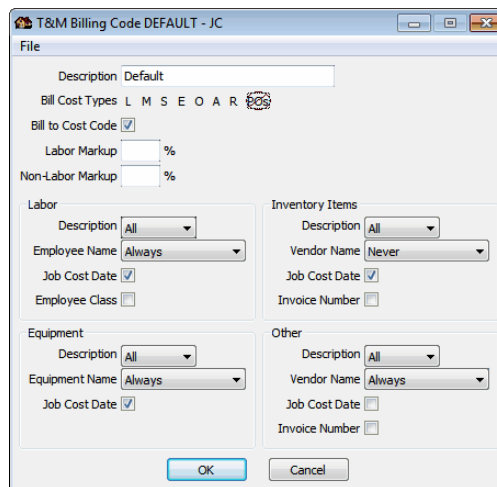 T&M Billing Code DEFAULT - JC
File
Description Default
Bill Cost Types L M S E O A R POs
Bill to Cost Code
Labor Markup %
Non-Labor Markup %
Labor
Description All
Employee Name Always
Job Cost Date
Employee Class
Inventory Items
Description All
Vendor Name Never
Job Cost Date
Invoice Number
Equipment
Description All
Equipment Name Always
Job Cost Date
Other
Description All
Vendor Name Always
Job Cost Date
Invoice Number
OK Cancel